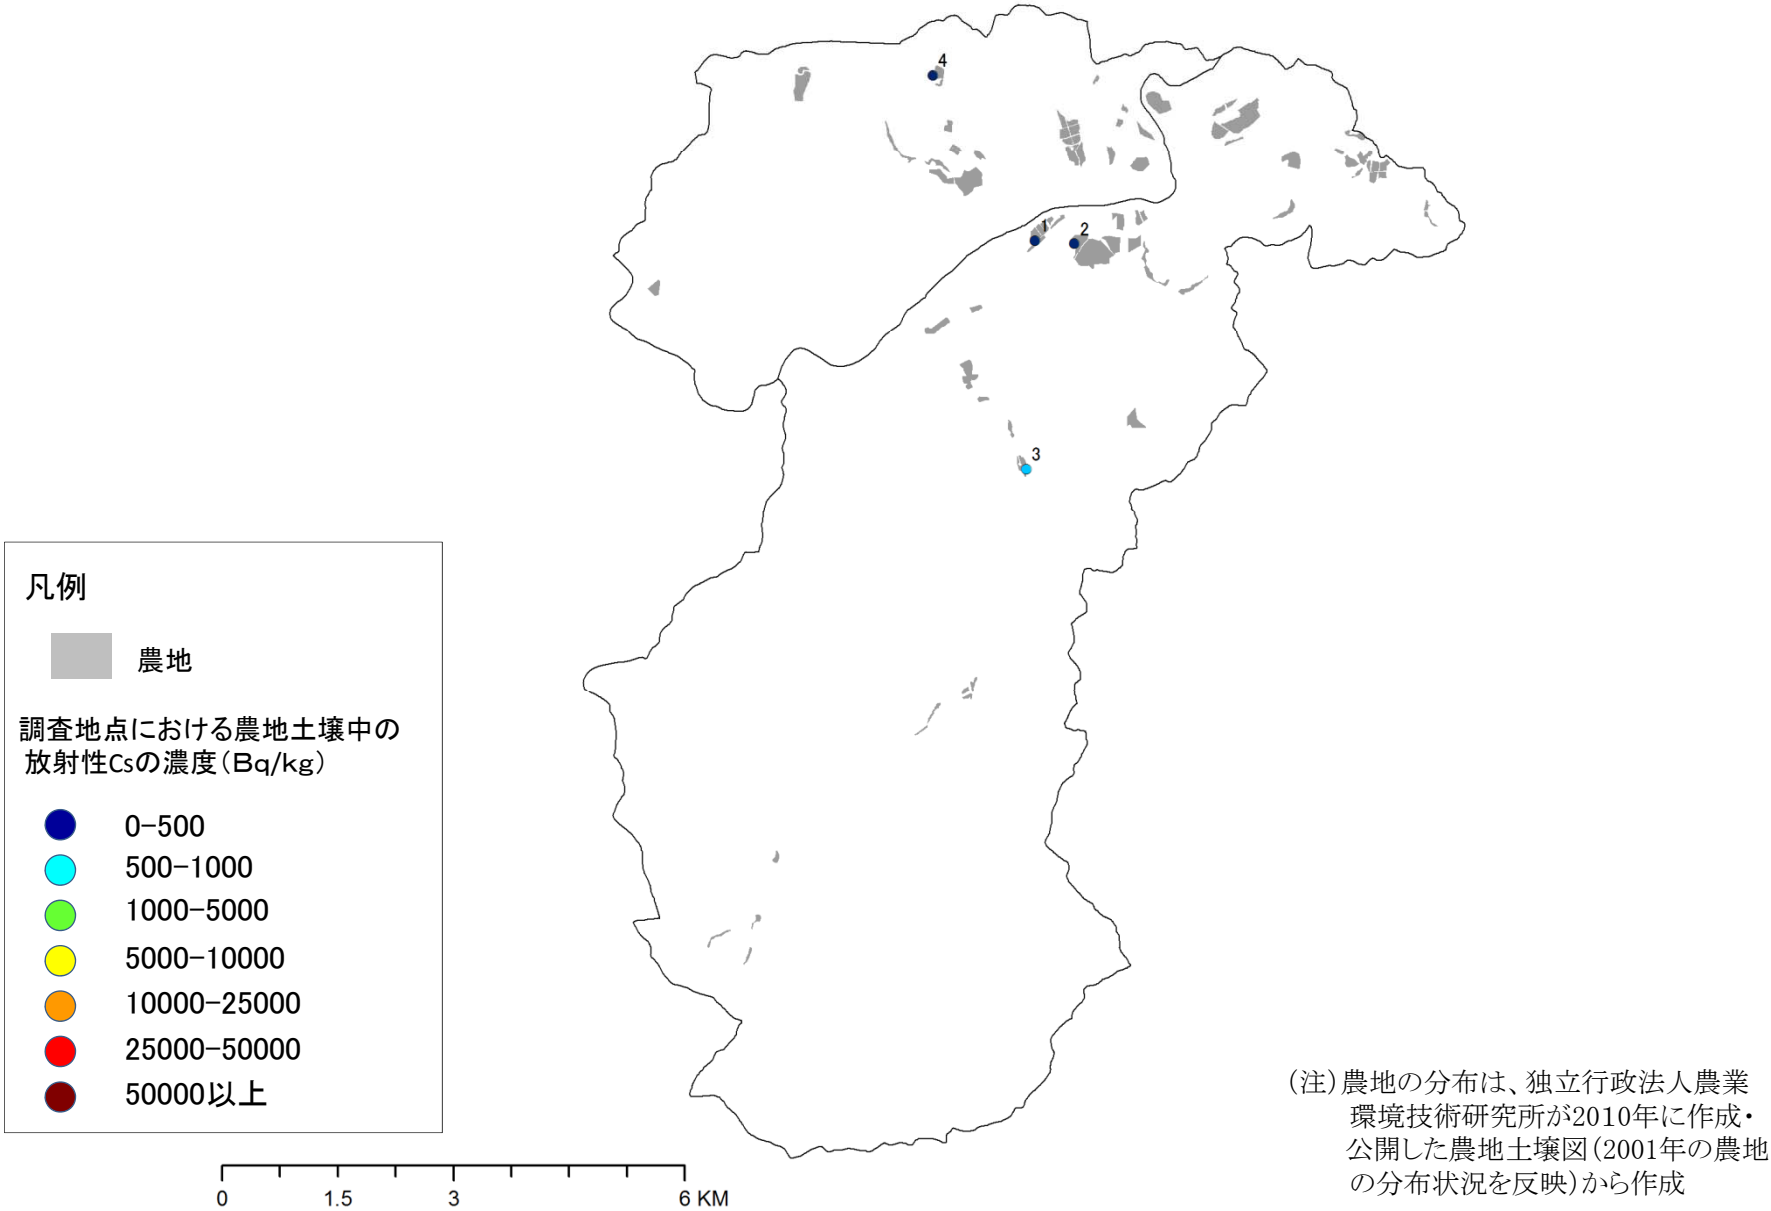 4
1
2
3
凡例
農地
調査地点における農地土壌中の
放射性Csの濃度（Bq/kg）
0-500
500-1000
1000-5000
5000-10000
10000-25000
25000-50000
50000以上
0 1.5 3 6 KM
（注）農地の分布は、独立行政法人農業
環境技術研究所が2010年に作成・
公開した農地土壌図（2001年の農地
の分布状況を反映）から作成